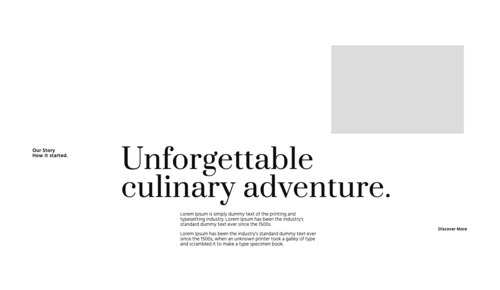 Our Story
How it started.
Unforgettable
culinary adventure.
Lorem Ipsum is simply dummy text of the printing and
typesetting industry. Lorem Ipsum has been the industry's
standard dummy text ever since the 1500s.
Lorem Ipsum has been the industry's standard dummy text ever
since the 1500s, when an unknown printer took a galley of type
and scrambled it to make a type specimen book.
Discover More